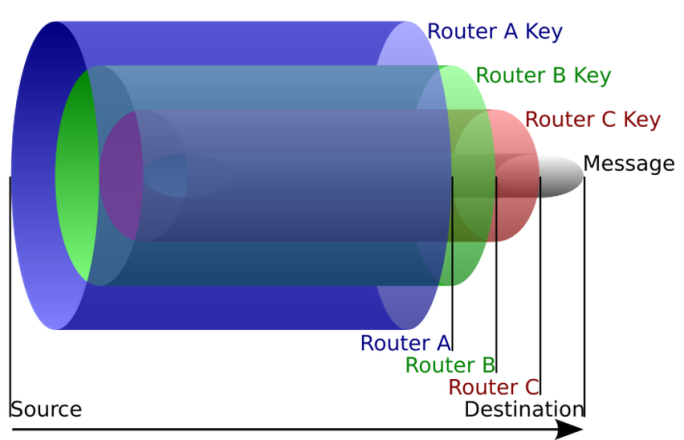 Router A Key
Router B Key
Router C Key
Message
Router A
Router B
Router C
Source
Destination